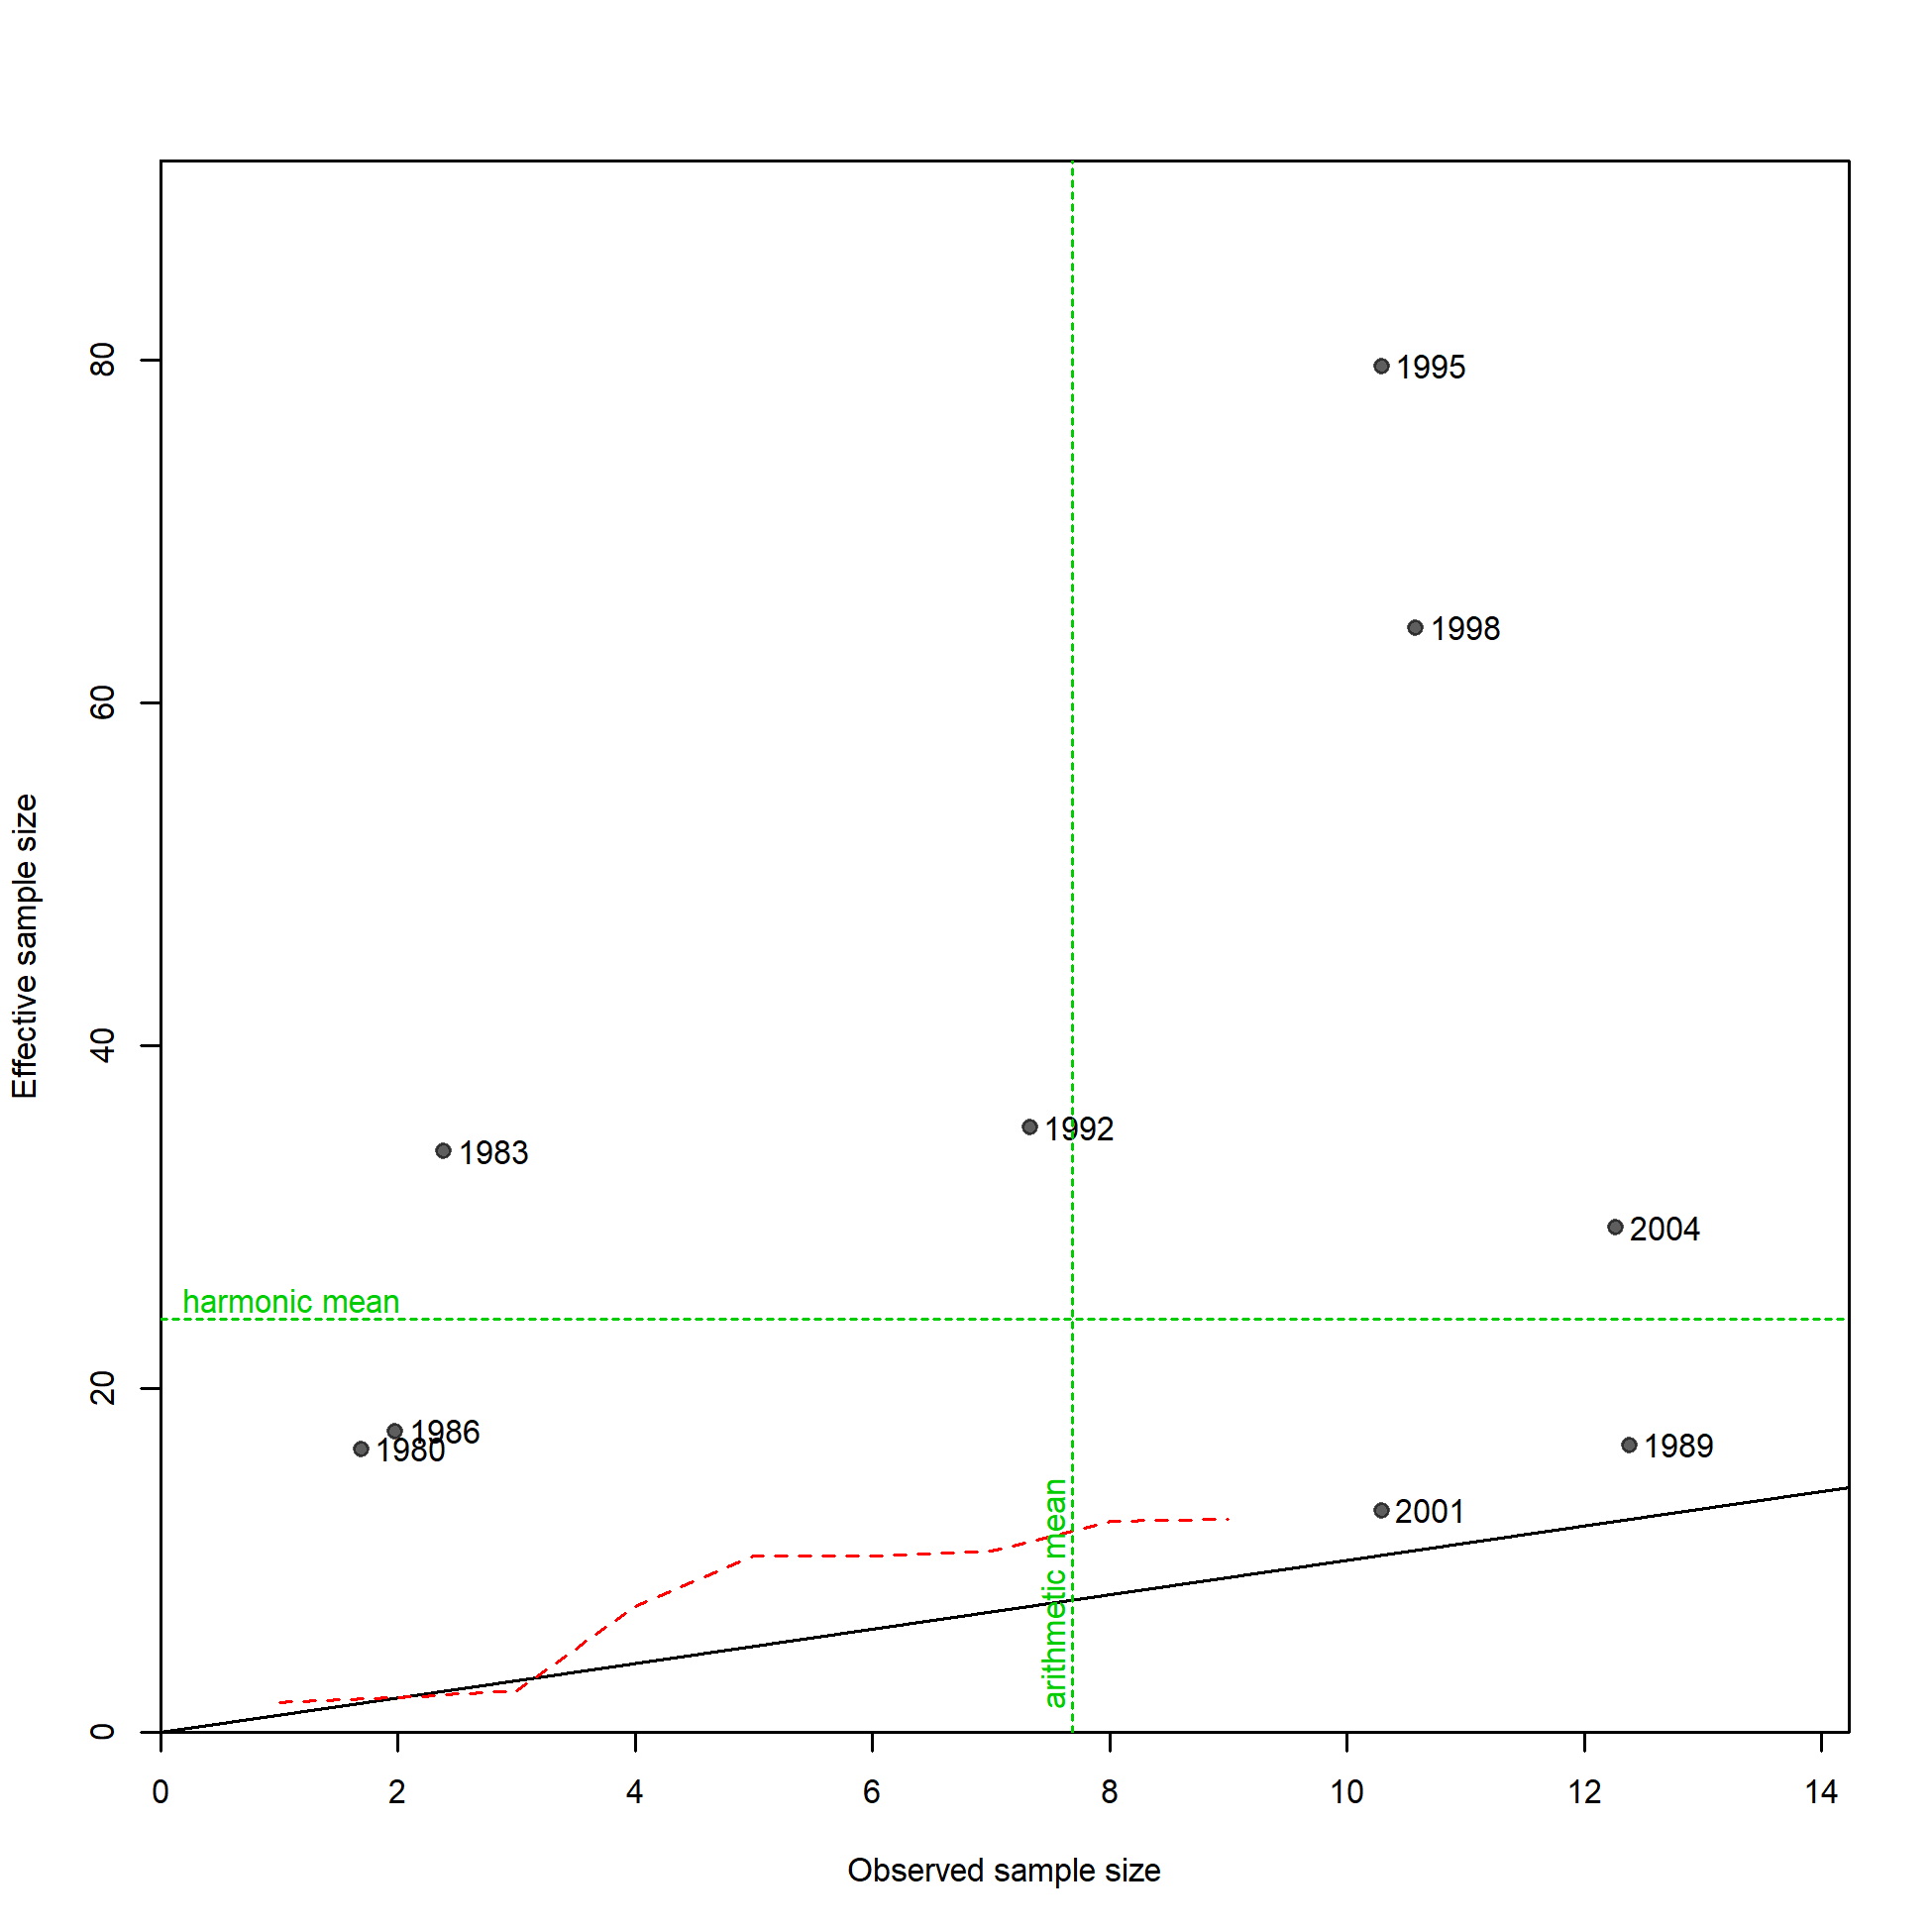 80
60
40
20
0
Effective sample size
1995
1998
1992
1983
2004
harmonic mean
1986
1980
1989
2001
arithmetic mean
0 2 4 6 8 10 12 14
Observed sample size